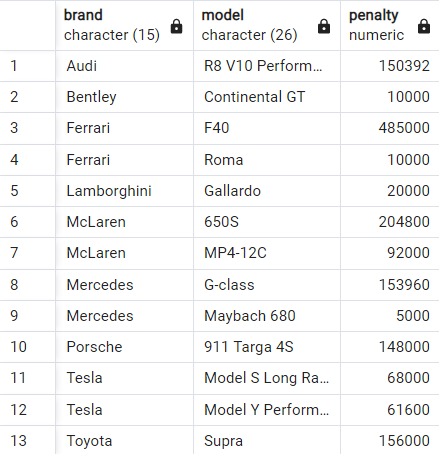 brand model penalty
character (15) character (26) numeric
1 Audi R8 V10 Perform... 150392
2 Bentley Continental GT 10000
3 Ferrari F40 485000
4 Ferrari Roma 10000
5 Lamborghini Gallardo 20000
6 McLaren 650S 204800
7 McLaren MP4-12C 92000
8 Mercedes G-class 153960
9 Mercedes Maybach 680 5000
10 Porsche 911 Targa 4S 148000
11 Tesla Model S Long Ra... 68000
12 Tesla Model Y Perform... 61600
13 Toyota Supra 156000